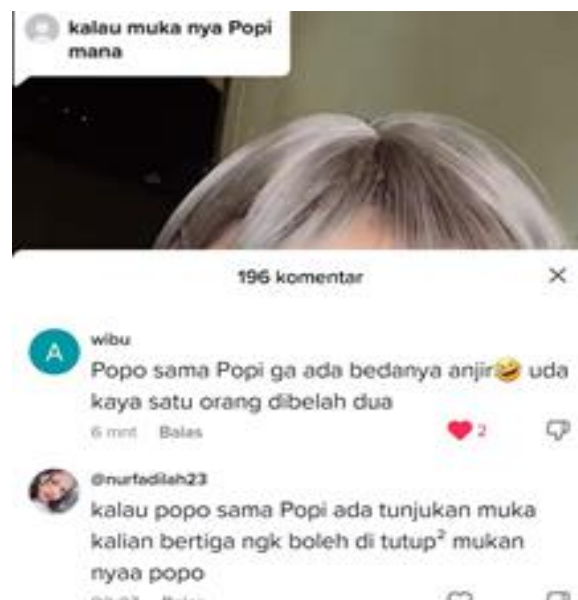 kalau muka nya Popi
mana
196 komentar
A
wibu
Popo sama Popi ga ada bedanya anjir🤣 uda
kaya satu orang dibelah dua
6 mnt Balas
2
@nurfadilah23
kalau popo sama Popi ada tunjukan muka
kalian bertiga ngk boleh di tutup² mukan
nyaa popo